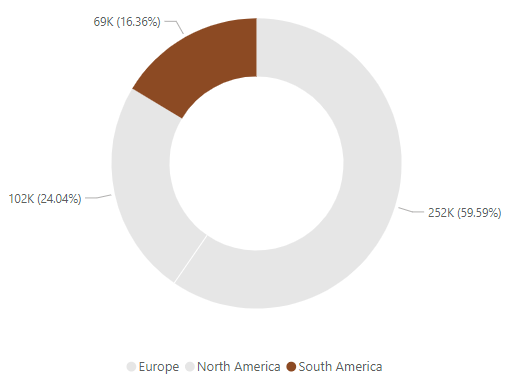 69K (16.36%)
102K (24.04%)
252K (59.59%)
Europe North America South America